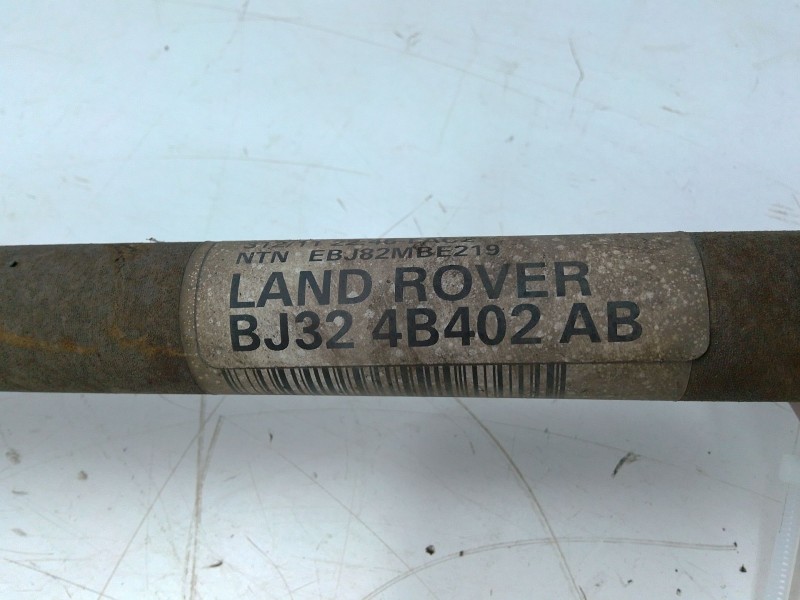 NTN EBJ82MBE219
LAND ROVER
BJ32 4B402 AB